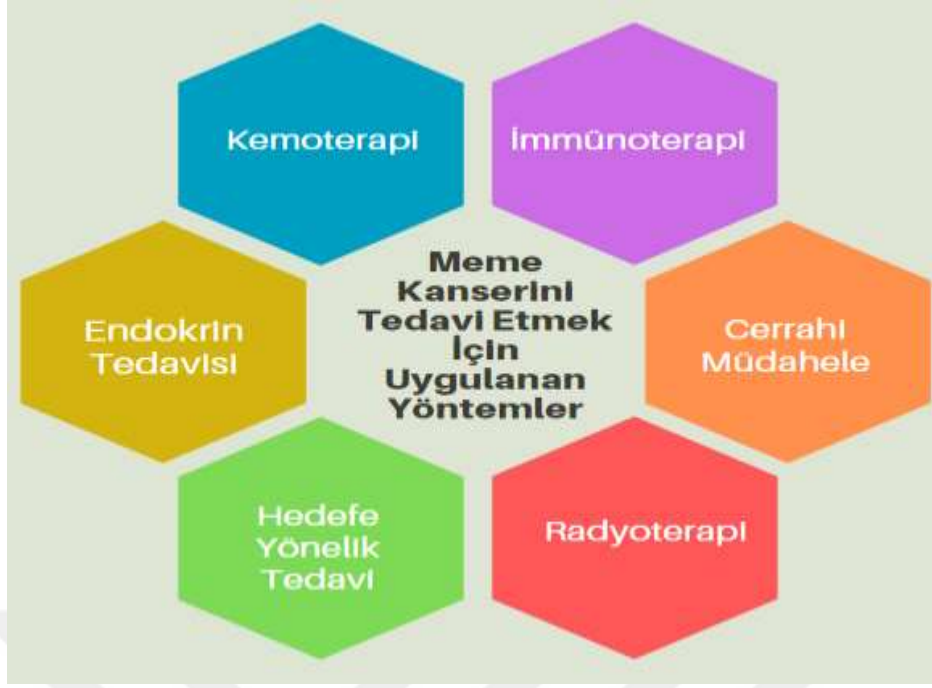 Kemoterapi
İmmünoterapi
Meme
Kanserini
Tedavi Etmek
İçin
Uygulanan
Yöntemler
Endokrin
Tedavisi
Cerrahi
Müdahele
Hedefe
Yönelik
Tedavi
Radyoterapi